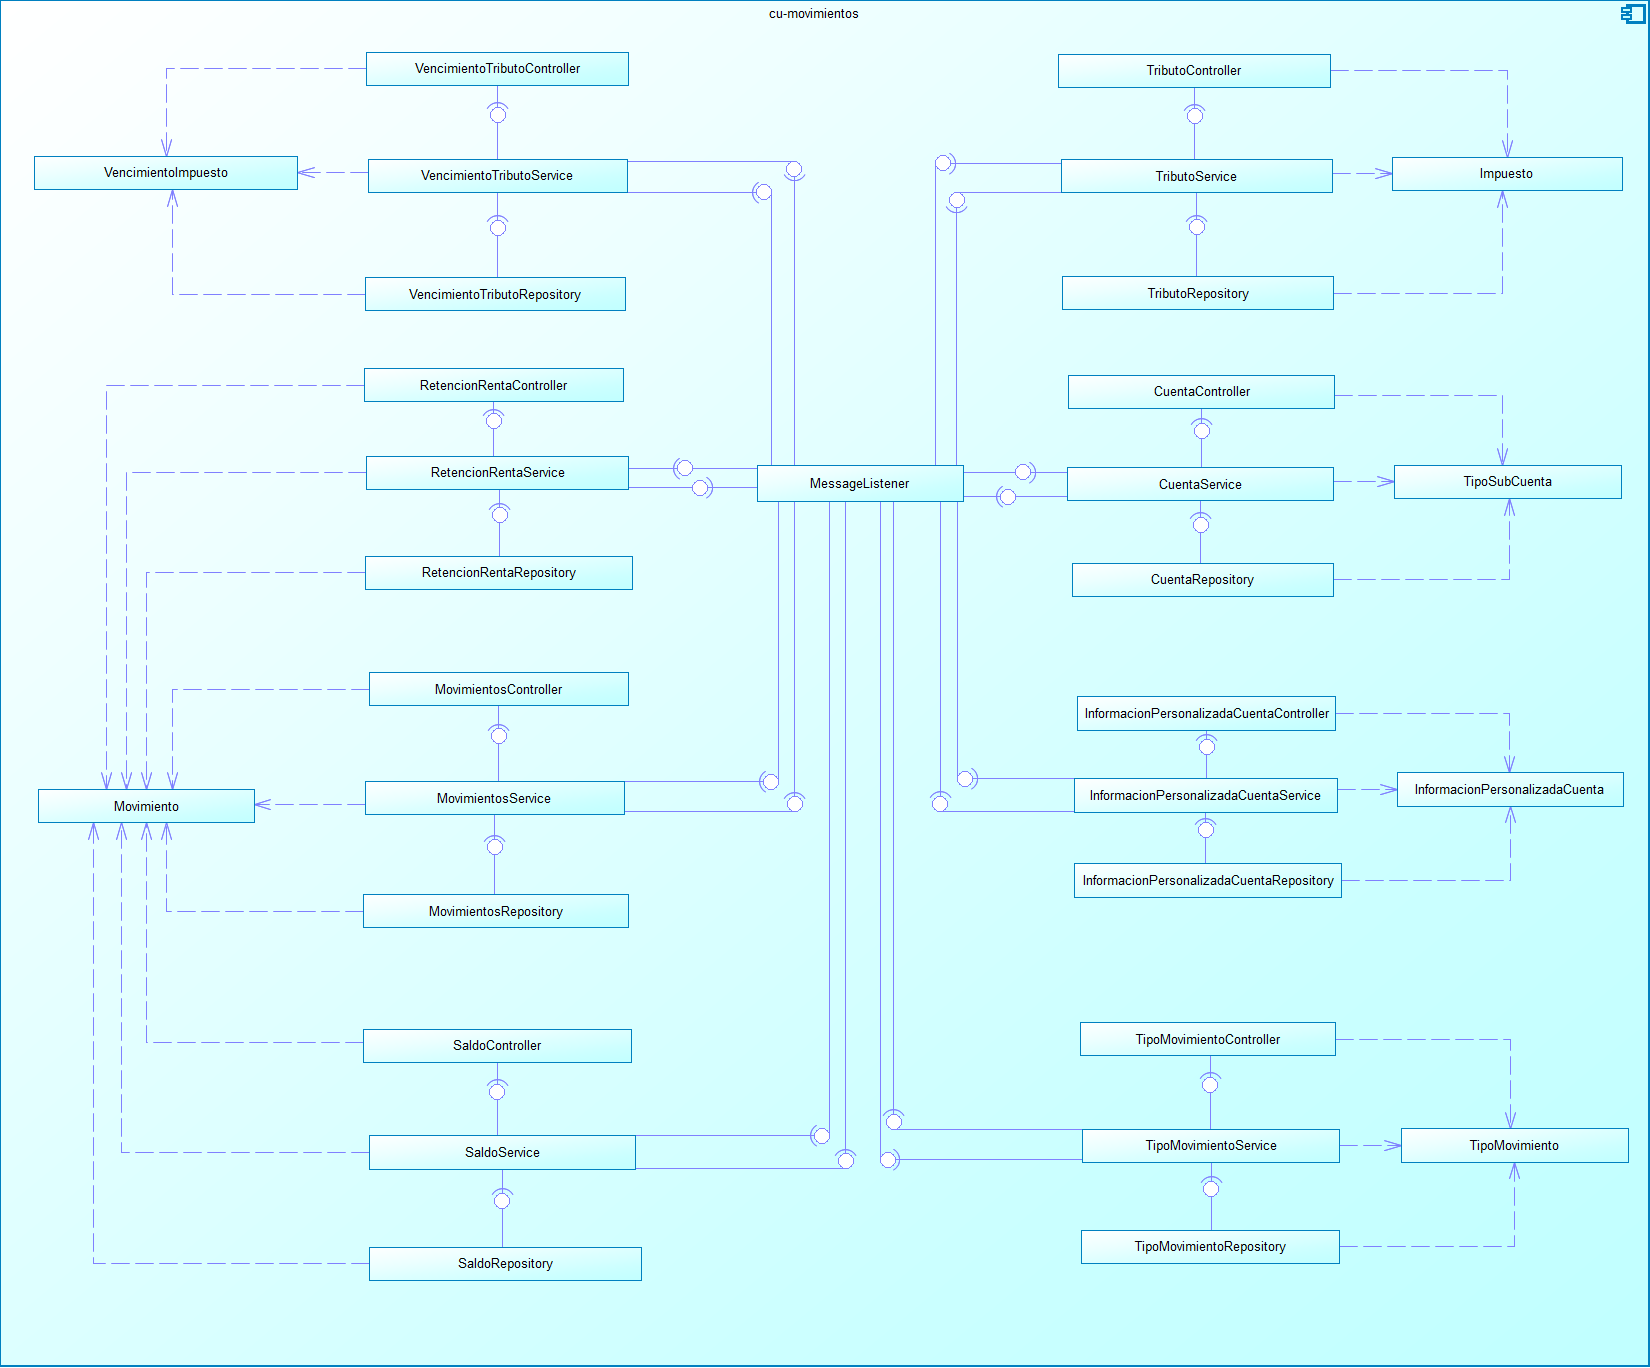 cu-movimientos
VencimientoTributoController
VencimientoImpuesto
VencimientoTributoService
VencimientoTributoRepository
RetencionRentaController
RetencionRentaService
RetencionRentaRepository
MovimientosController
Movimiento
MovimientosService
MovimientosRepository
SaldoController
SaldoService
SaldoRepository
MessageListener
TributoController
TributoService
Impuesto
TributoRepository
CuentaController
CuentaService
TipoSubCuenta
CuentaRepository
InformacionPersonalizadaCuentaController
InformacionPersonalizadaCuentaService
InformacionPersonalizadaCuenta
InformacionPersonalizadaCuentaRepository
TipoMovimientoController
TipoMovimientoService
TipoMovimiento
TipoMovimientoRepository